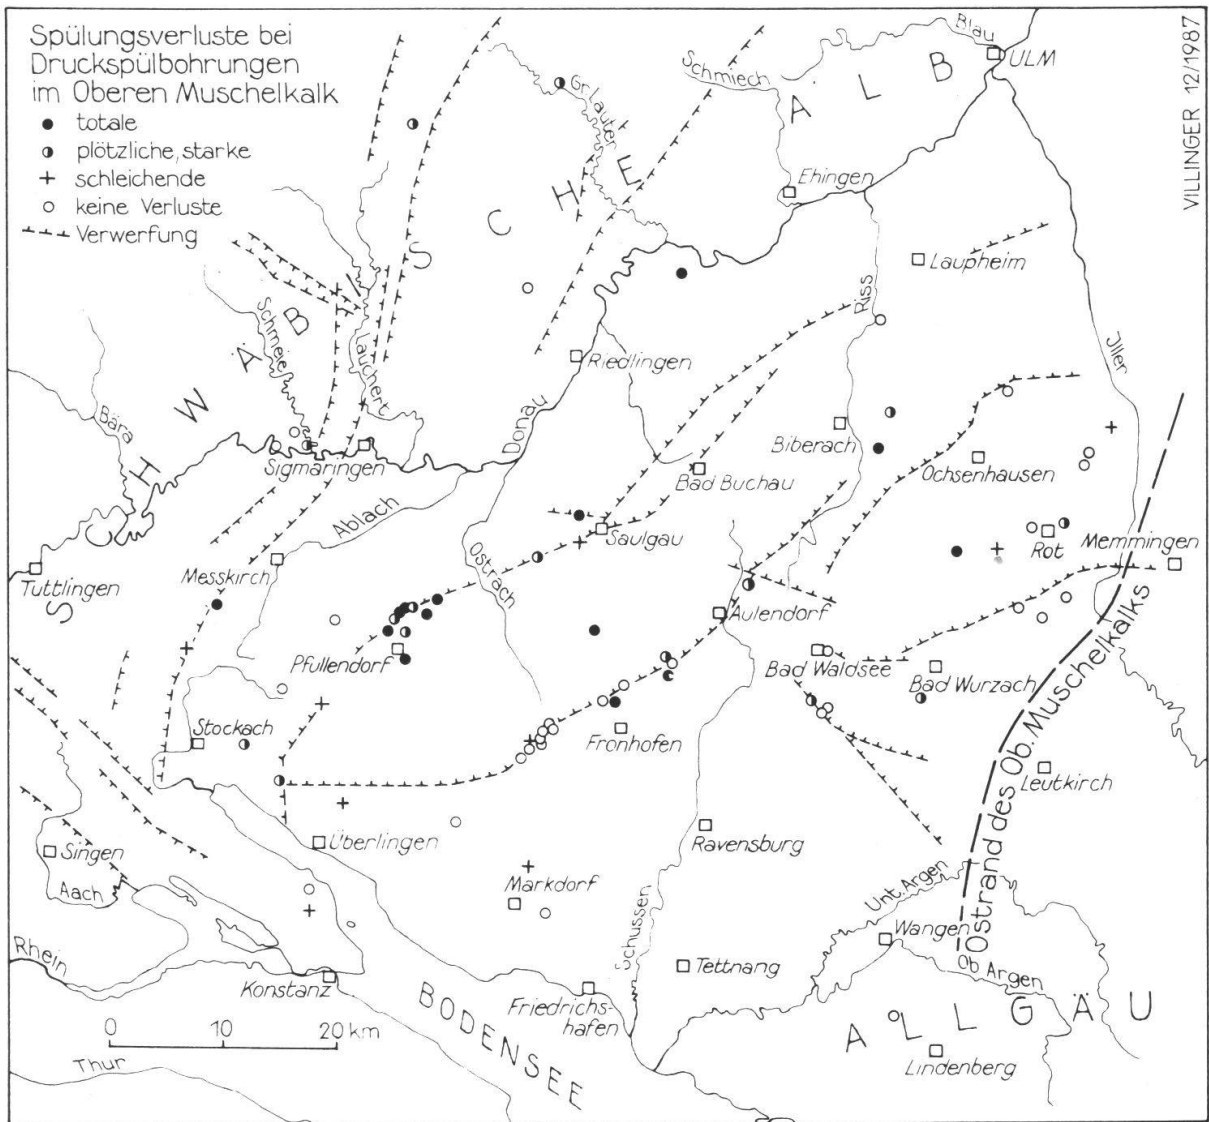 Spülungsverluste bei
Druckspülbohrungen
im Oberen Muschelkalk
totale
plötzliche, starke
schleichende
keine Verluste
Verwerfung
VILLINGER 12/1987
SCHWÄBISCHE
ALB
Blau
ULM
Schmiech
Gr. Lauter
Ehingen
Laupheim
Riss
Iller
Schmeie
Lauchert
Riedlingen
Bära
Donau
Biberach
Ochsenhausen
Sigmaringen
Bad Buchau
Ablach
Saulgau
Ostrach
Rot
Memmingen
Tuttlingen
Messkirch
Aulendorf
Pfullendorf
Bad Waldsee
Bad Wurzach
Stockach
Fronhofen
Leutkirch
Ostrand des Ob. Muschelkalks
Überlingen
Ravensburg
Singen
Aach
Markdorf
Unt. Argen
Wangen
Schussen
Rhein
Konstanz
Tettnang
Ob. Argen
Friedrichs-
hafen
BODENSEE
ALLGÄU
0 10 20 km
Thur
Lindenberg